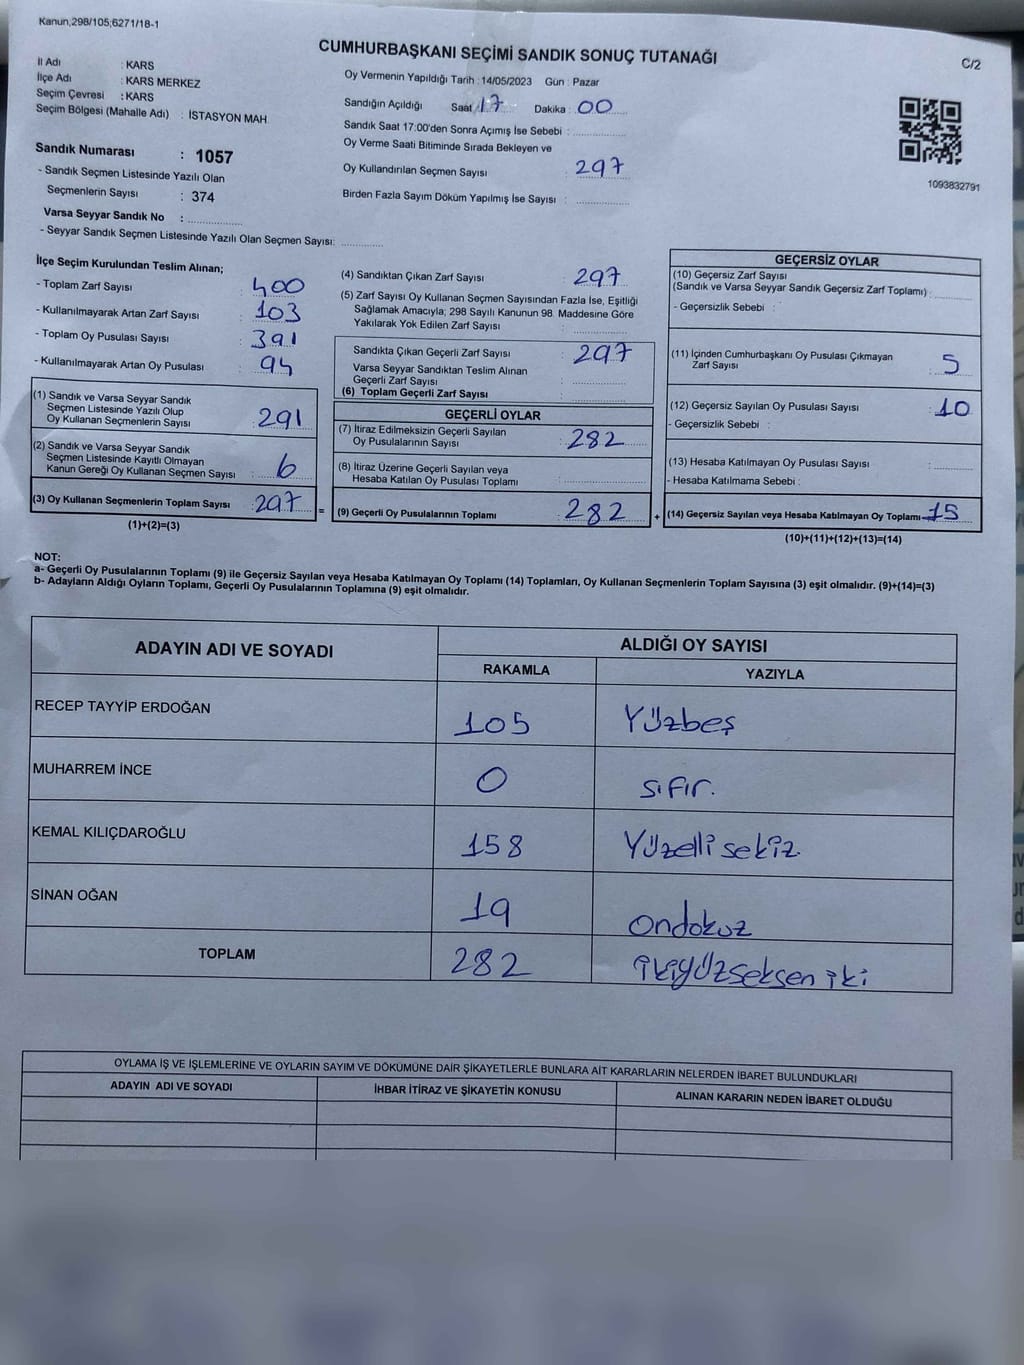 Kanun,298/105;6271/18-1
CUMHURBAŞKANI SEÇİMİ SANDIK SONUÇ TUTANAĞI
C/2
İl Adı : KARS
İlçe Adı : KARS MERKEZ
Seçim Çevresi : KARS
Seçim Bölgesi (Mahalle Adı) : İSTASYON MAH
Sandık Numarası : 1057
- Sandık Seçmen Listesinde Yazılı Olan
Seçmenlerin Sayısı : 374
Varsa Seyyar Sandık No :
- Seyyar Sandık Seçmen Listesinde Yazılı Olan Seçmen Sayısı:
Oy Vermenin Yapıldığı Tarih : 14/05/2023 Gün : Pazar
Sandığın Açıldığı Saat 17 Dakika : 00
Sandık Saat 17:00'den Sonra Açımış İse Sebebi :
Oy Verme Saati Bitiminde Sırada Bekleyen ve
Oy Kullandırılan Seçmen Sayısı : 297
Birden Fazla Sayım Döküm Yapılmış İse Sayısı :
1093832791
İlçe Seçim Kurulundan Teslim Alınan;
- Toplam Zarf Sayısı : 400
- Kullanılmayarak Artan Zarf Sayısı : 103
- Toplam Oy Pusulası Sayısı : 391
- Kullanılmayarak Artan Oy Pusulası : 94
(1) Sandık ve Varsa Seyyar Sandık
Seçmen Listesinde Yazılı Olup
Oy Kullanan Seçmenlerin Sayısı : 291
(2) Sandık ve Varsa Seyyar Sandık
Seçmen Listesinde Kayıtlı Olmayan
Kanun Gereği Oy Kullanan Seçmen Sayısı : 6
(3) Oy Kullanan Seçmenlerin Toplam Sayısı : 297 =
(1)+(2)=(3)
(4) Sandıktan Çıkan Zarf Sayısı : 297
(5) Zarf Sayısı Oy Kullanan Seçmen Sayısından Fazla İse, Eşitliği
Sağlamak Amacıyla; 298 Sayılı Kanunun 98. Maddesine Göre
Yakılarak Yok Edilen Zarf Sayısı :
Sandıkta Çıkan Geçerli Zarf Sayısı : 297
Varsa Seyyar Sandıktan Teslim Alınan
Geçerli Zarf Sayısı :
(6) Toplam Geçerli Zarf Sayısı :
GEÇERLİ OYLAR
(7) İtiraz Edilmeksizin Geçerli Sayılan
Oy Pusulalarının Sayısı : 282
(8) İtiraz Üzerine Geçerli Sayılan veya
Hesaba Katılan Oy Pusulası Toplamı :
(9) Geçerli Oy Pusulalarının Toplamı : 282 +
GEÇERSİZ OYLAR
(10) Geçersiz Zarf Sayısı
(Sandık ve Varsa Seyyar Sandık Geçersiz Zarf Toplamı) :
- Geçersizlik Sebebi :
(11) İçinden Cumhurbaşkanı Oy Pusulası Çıkmayan
Zarf Sayısı : 5
(12) Geçersiz Sayılan Oy Pusulası Sayısı : 10
- Geçersizlik Sebebi :
(13) Hesaba Katılmayan Oy Pusulası Sayısı :
- Hesaba Katılmama Sebebi :
(14) Geçersiz Sayılan veya Hesaba Katılmayan Oy Toplamı 15
(10)+(11)+(12)+(13)=(14)
NOT:
a- Geçerli Oy Pusulalarının Toplamı (9) ile Geçersiz Sayılan veya Hesaba Katılmayan Oy Toplamı (14) Toplamları, Oy Kullanan Seçmenlerin Toplam Sayısına (3) eşit olmalıdır. (9)+(14)=(3)
b- Adayların Aldığı Oyların Toplamı, Geçerli Oy Pusulalarının Toplamına (9) eşit olmalıdır.
ADAYIN ADI VE SOYADI ALDIĞI OY SAYISI
RAKAMLA YAZIYLA
RECEP TAYYİP ERDOĞAN 105 Yüzbeş
MUHARREM İNCE 0 sıfır.
KEMAL KILIÇDAROĞLU 158 Yüzelli sekiz
SİNAN OĞAN 19 ondokuz
TOPLAM 282 ikiyüzseksen iki
OYLAMA İŞ VE İŞLEMLERİNE VE OYLARIN SAYIM VE DÖKÜMÜNE DAİR ŞİKAYETLERLE BUNLARA AİT KARARLARIN NELERDEN İBARET BULUNDUKLARI
ADAYIN ADI VE SOYADI İHBAR İTİRAZ VE ŞİKAYETİN KONUSU ALINAN KARARIN NEDEN İBARET OLDUĞU